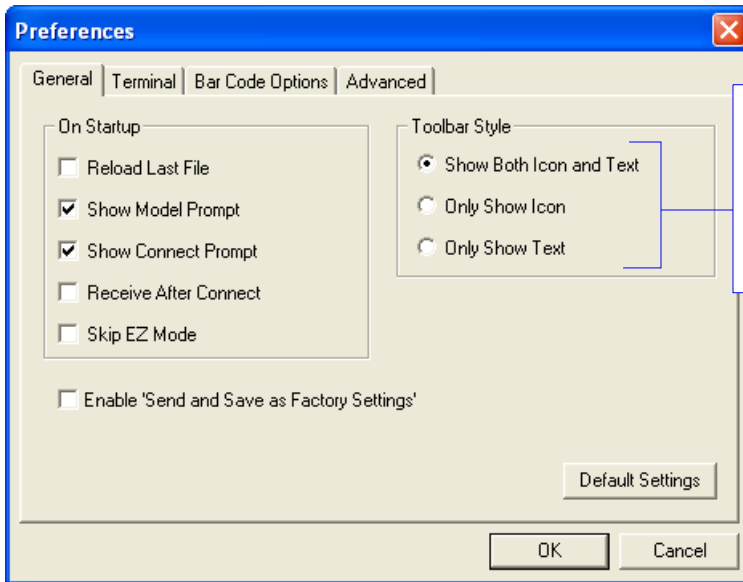 Preferences
General Terminal Bar Code Options Advanced
On Startup
Reload Last File
Show Model Prompt
Show Connect Prompt
Receive After Connect
Skip EZ Mode
Toolbar Style
Show Both Icon and Text
Only Show Icon
Only Show Text
Enable 'Send and Save as Factory Settings'
Default Settings
OK Cancel